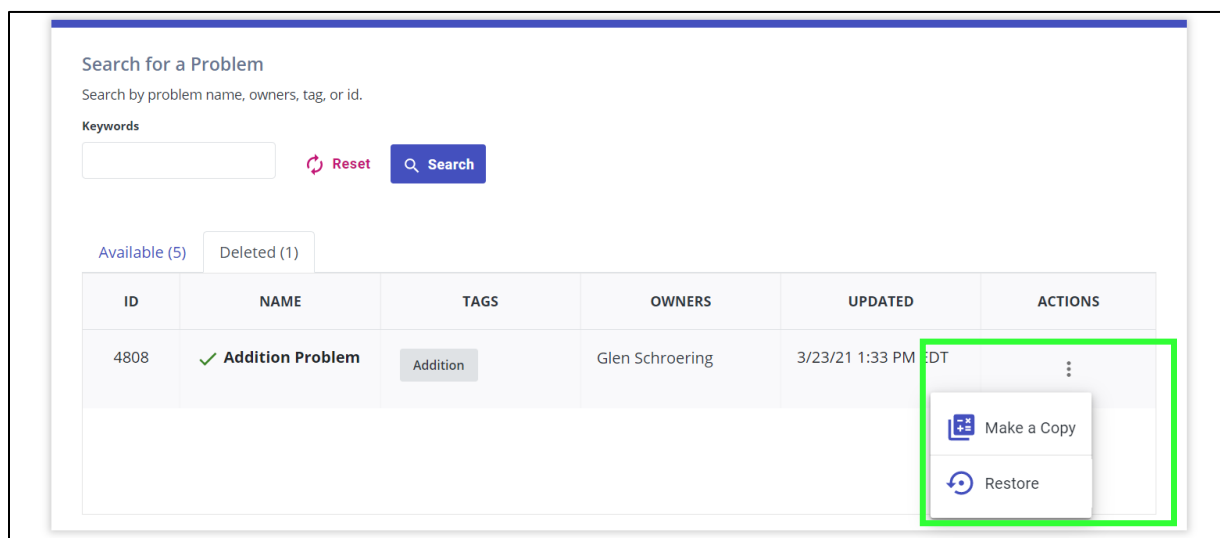 Search for a Problem
Search by problem name, owners, tag, or id.
Keywords
Reset Search
Available (5) Deleted (1)
ID NAME TAGS OWNERS UPDATED ACTIONS
4808 Addition Problem Addition Glen Schroering 3/23/21 1:33 PM EDT
Make a Copy
Restore